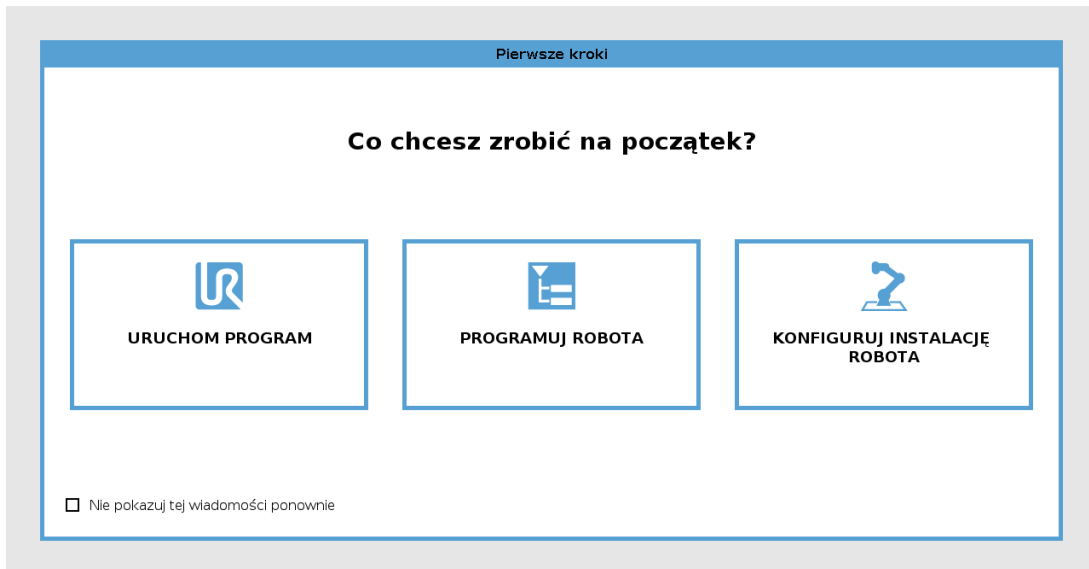 Pierwsze kroki
Co chcesz zrobić na początek?
URUCHOM PROGRAM
PROGRAMUJ ROBOTA
KONFIGURUJ INSTALACJĘ
ROBOTA
Nie pokazuj tej wiadomości ponownie